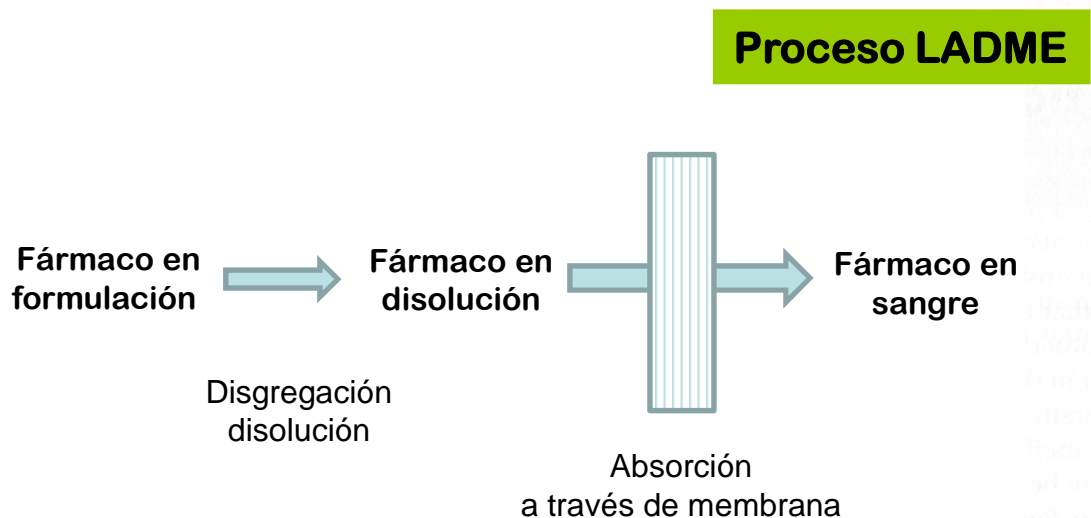 Proceso LADME
Fármaco en
formulación
Fármaco en
disolución
Fármaco en
sangre
Disgregación
disolución
Absorción
a través de membrana